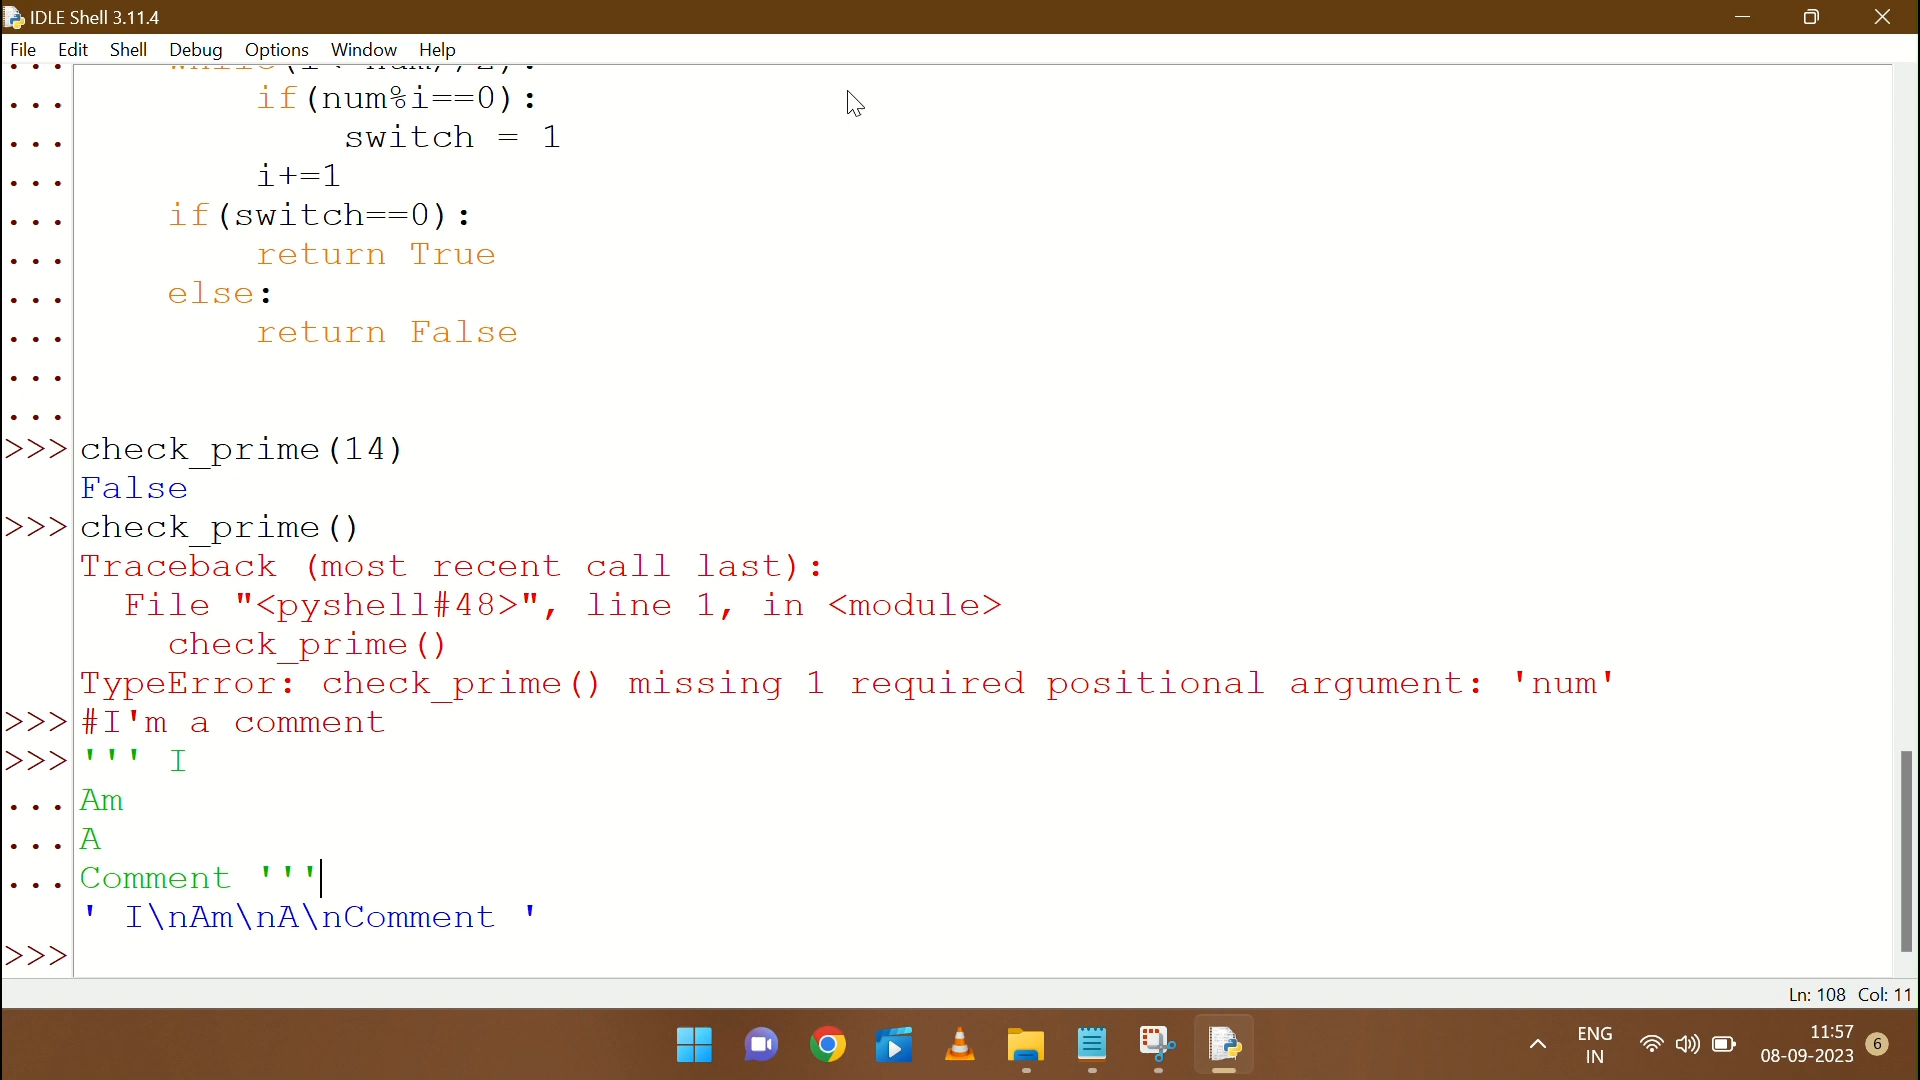 IDLE Shell 3.11.4
File Edit Shell Debug Options Window Help
... if(num%i==0):
... switch = 1
... i+=1
... if(switch==0):
... return True
... else:
... return False
...
...
>>> check_prime(14)
False
>>> check_prime()
Traceback (most recent call last):
File "<pyshell#48>", line 1, in <module>
check_prime()
TypeError: check_prime() missing 1 required positional argument: 'num'
>>> #I'm a comment
>>> ''' I
... Am
... A
... Comment '''
' I\nAm\nA\nComment '
>>>
Ln: 108 Col: 11
ENG
IN
11:57
08-09-2023
6